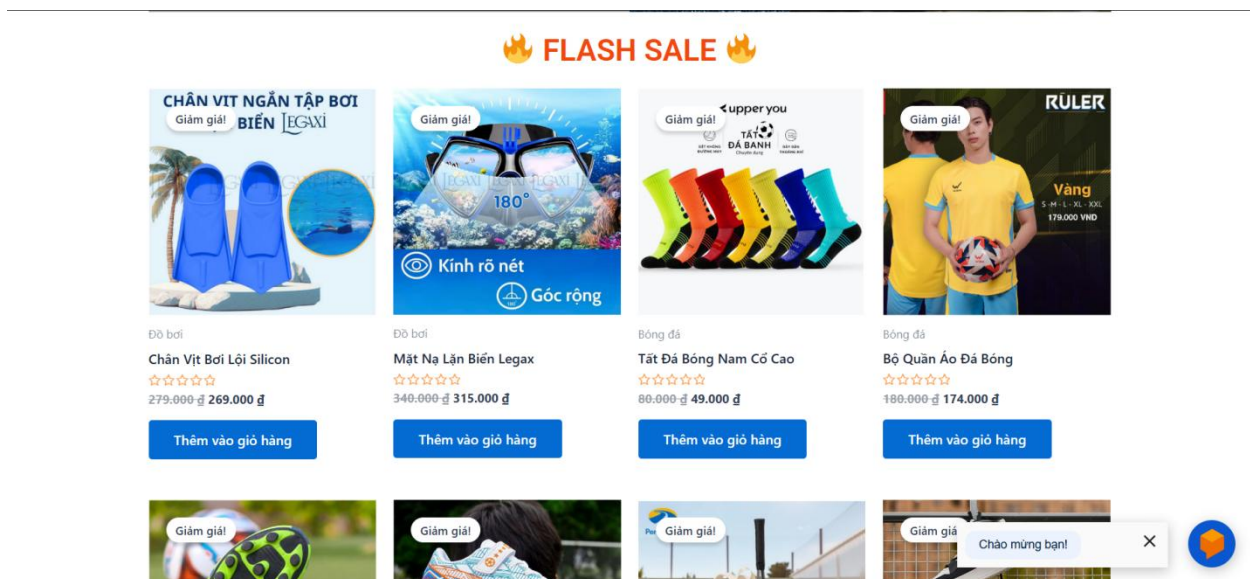 FLASH SALE
CHÂN VỊT NGẮN TẬP BƠI
BIỂN LEGAXI
Giảm giá!
Giảm giá!
LEGAXI
180°
Kính rõ nét
Góc rộng
upper you
Giảm giá!
TẤT
ĐÁ BANH
RULER
Giảm giá!
Vàng
S - M - L - XL - XXL
179.000 VND
Đồ bơi
Chân Vịt Bơi Lội Silicon
279.000 ₫ 269.000 ₫
Thêm vào giỏ hàng
Đồ bơi
Mặt Nạ Lặn Biển Legax
340.000 ₫ 315.000 ₫
Thêm vào giỏ hàng
Bóng đá
Tất Đá Bóng Nam Cổ Cao
80.000 ₫ 49.000 ₫
Thêm vào giỏ hàng
Bóng đá
Bộ Quần Áo Đá Bóng
180.000 ₫ 174.000 ₫
Thêm vào giỏ hàng
Giảm giá!
Giảm giá!
Giảm giá!
Giảm giá
Chào mừng bạn!